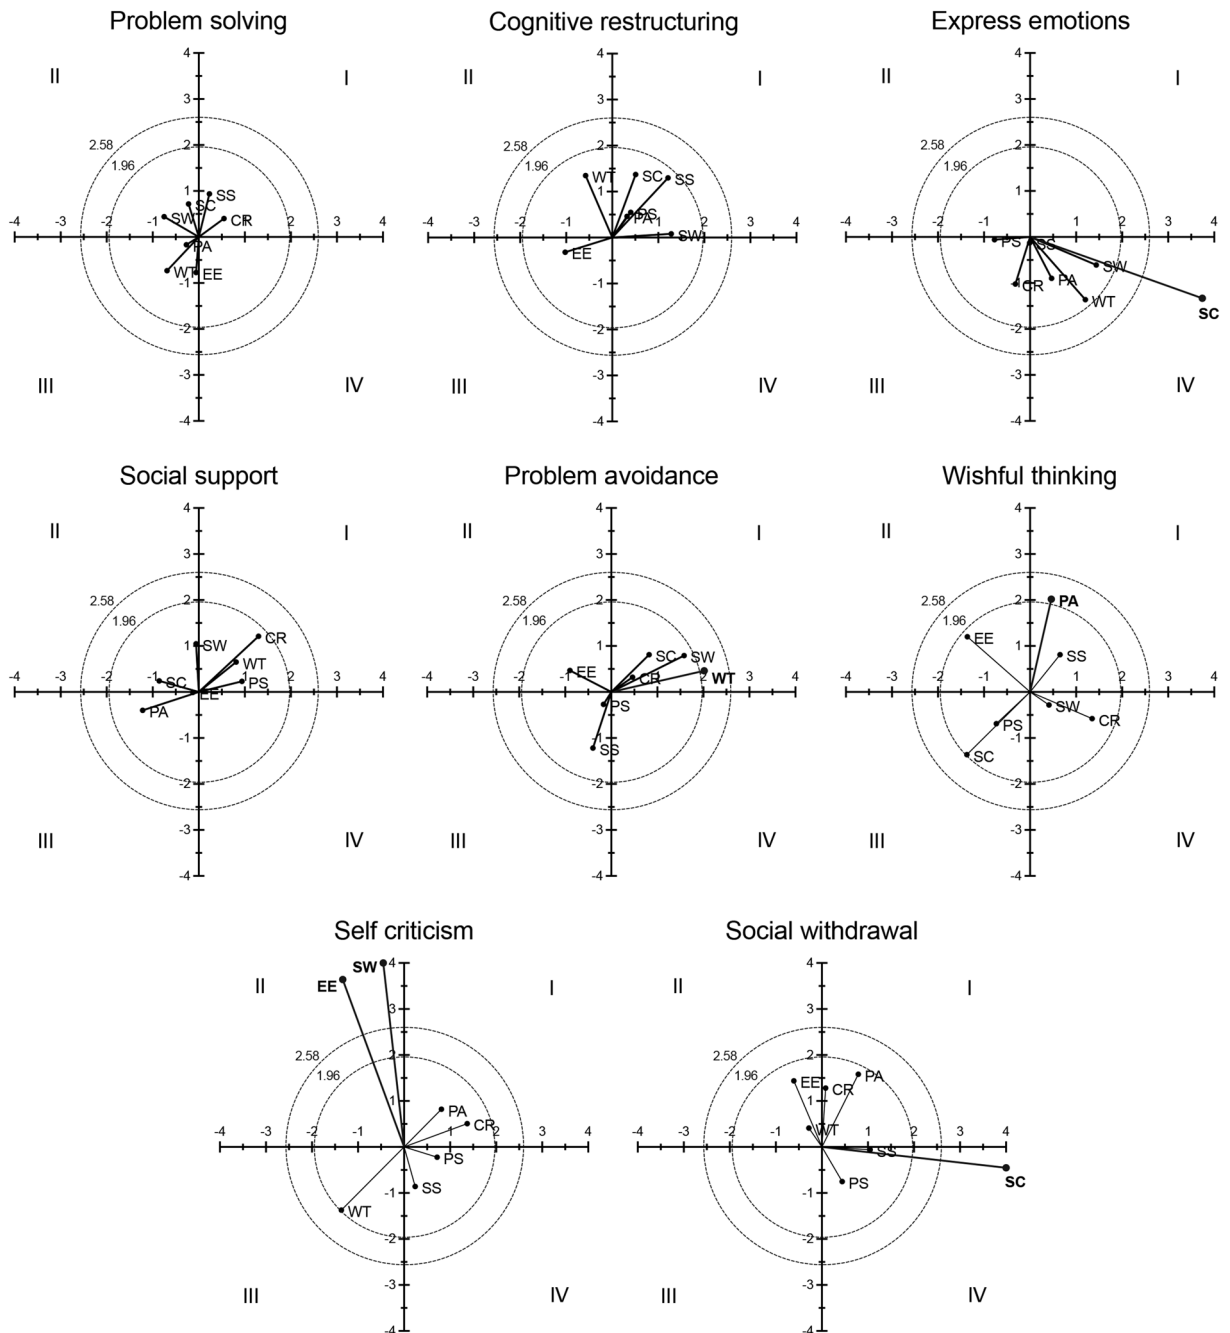 Problem solving
4
II
I
3
2.58
2
1.96
1
SS
SC
SW
CR
-4 -3 -2 -1 1 2 3 4
PA
WT
EE
-1
-2
-3
III
IV
-4
Cognitive restructuring
4
II
I
3
2.58
2
1.96
WT
SC
SS
1
PS
PA
-4 -3 -2 -1 1 2 3 4
SW
EE
-1
-2
-3
III
IV
-4
Express emotions
4
II
I
3
2.58
2
1.96
1
-4 -3 -2 -1 1 2 3 4
PS
SS
SW
PA
CR
-1
WT
SC
-2
-3
III
IV
-4
Social support
4
II
I
3
2.58
2
1.96
CR
1
SW
WT
-4 -3 -2 -1 1 2 3 4
SC
PS
EE
PA
-1
-2
-3
III
IV
-4
Problem avoidance
4
II
I
3
2.58
2
1.96
1
SC
SW
EE
CR
WT
-4 -3 -2 -1 1 2 3 4
PS
-1
SS
-2
-3
III
IV
-4
Wishful thinking
4
II
I
3
2.58
2
PA
1.96
EE
1
SS
-4 -3 -2 -1 1 2 3 4
SW
CR
PS
-1
SC
-2
-3
III
IV
-4
Self criticism
SW
4
EE
II
I
3
2.58
2
1.96
1
PA
CR
-4 -3 -2 -1 1 2 3 4
PS
SS
-1
WT
-2
-3
III
IV
-4
Social withdrawal
4
II
I
3
2.58
2
1.96
EE
CR
PA
1
WT
-4 -3 -2 -1 1 2 3 4
SS
SC
PS
-1
-2
-3
III
IV
-4